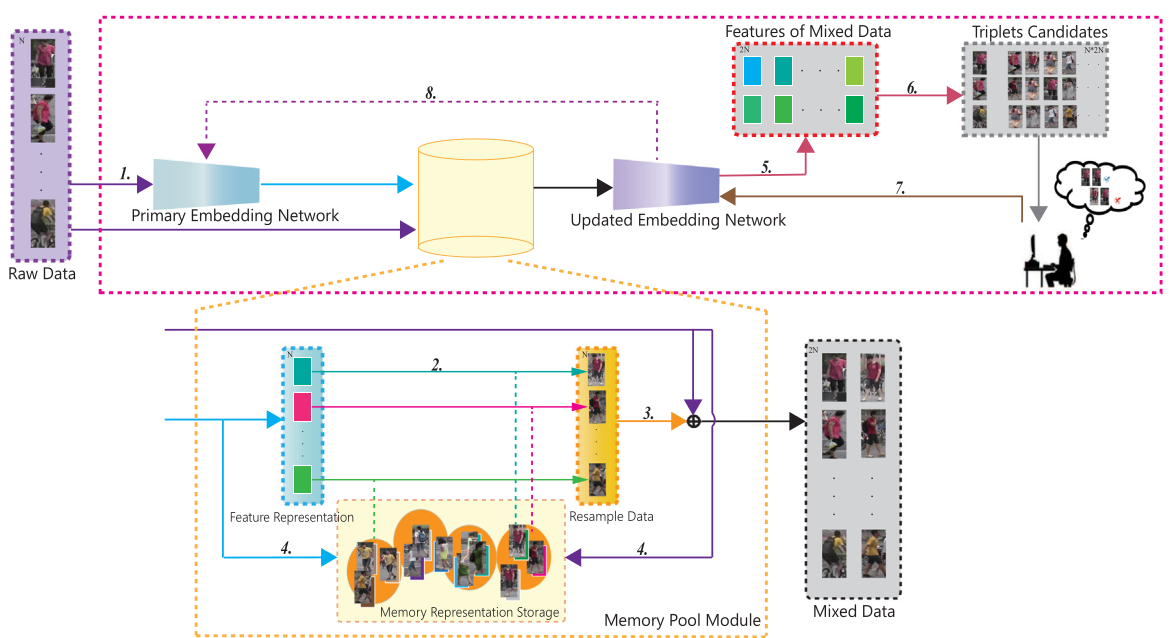 Features of Mixed Data
Triplets Candidates
N
2N
N*2N
8.
6.
1.
5.
7.
Primary Embedding Network
Updated Embedding Network
Raw Data
N
N
2N
2.
3.
Feature Representation
Resample Data
4.
4.
Memory Representation Storage
Memory Pool Module
Mixed Data